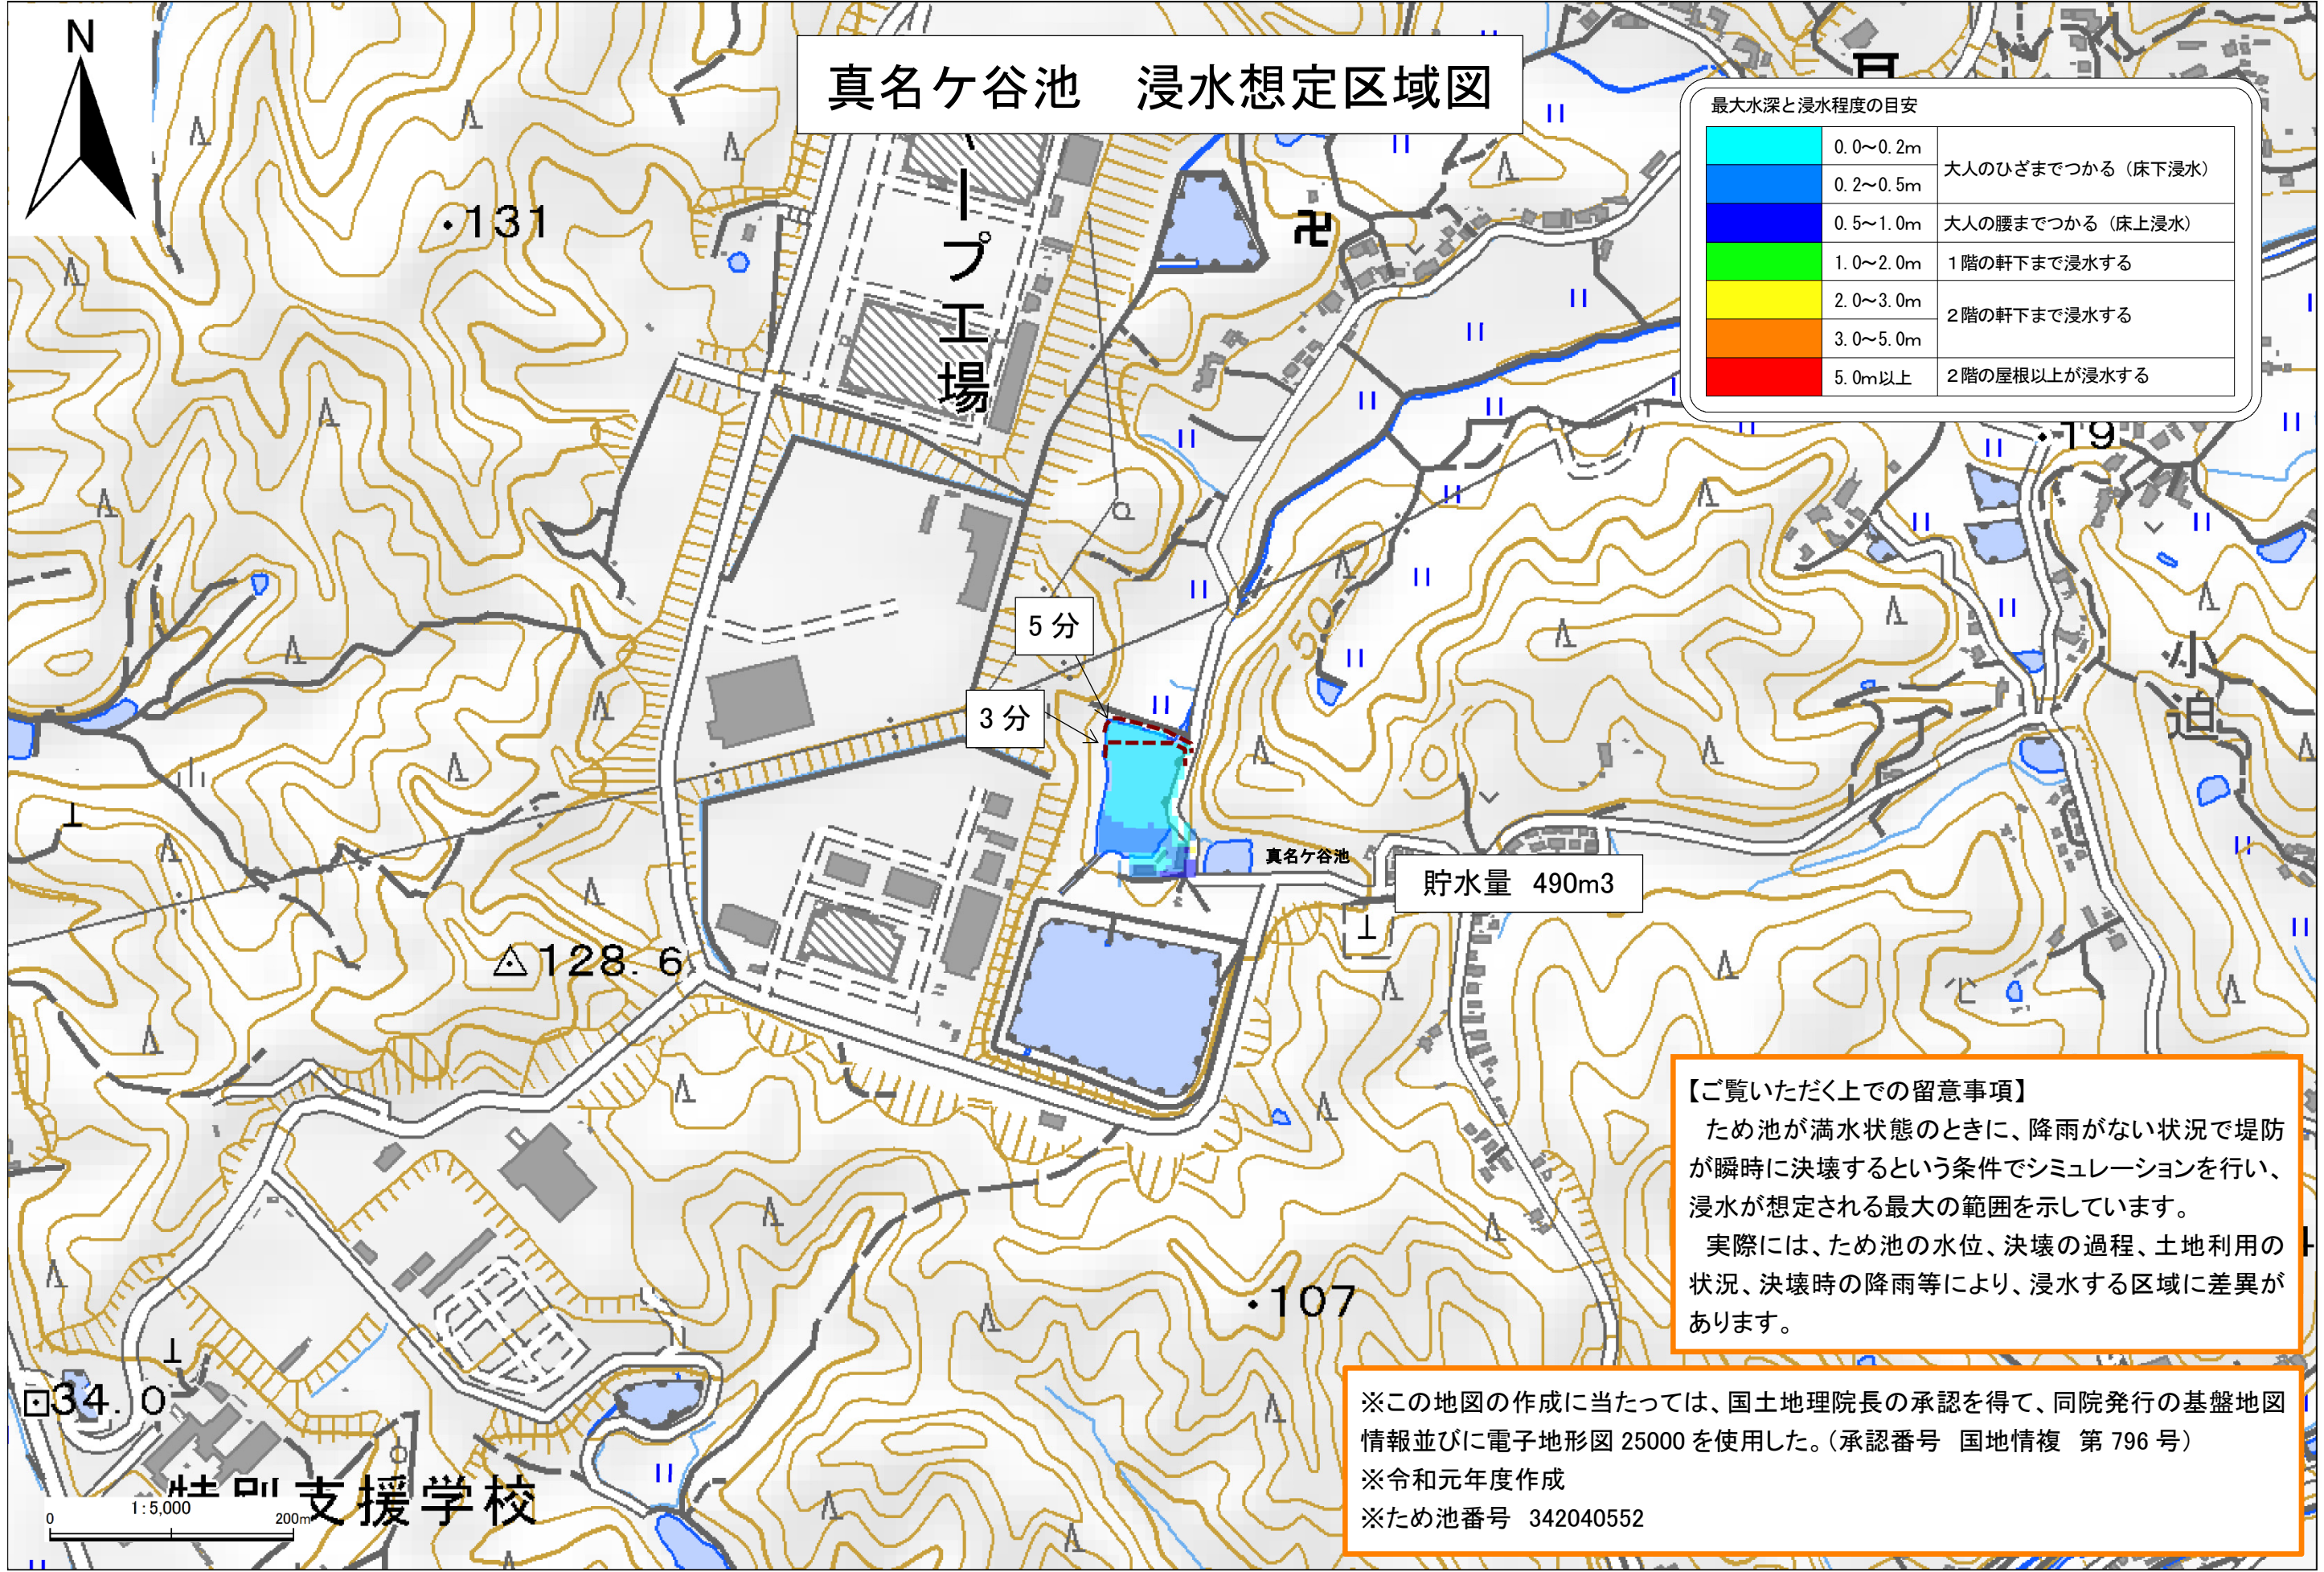 N
真名ケ谷池　浸水想定区域図
最大水深と浸水程度の目安
0.0～0.2m
大人のひざまでつかる（床下浸水）
0.2～0.5m
0.5～1.0m 大人の腰までつかる（床上浸水）
1.0～2.0m １階の軒下まで浸水する
2.0～3.0m
２階の軒下まで浸水する
3.0～5.0m
5.0m以上 ２階の屋根以上が浸水する
131
ープ工場
19
50
5分
3分
小迫
真名ケ谷池
貯水量 490m3
128.6
107
34.0
支援学校
1:5,000
0 200m
【ご覧いただく上での留意事項】
ため池が満水状態のときに、降雨がない状況で堤防
が瞬時に決壊するという条件でシミュレーションを行い、
浸水が想定される最大の範囲を示しています。
実際には、ため池の水位、決壊の過程、土地利用の
状況、決壊時の降雨等により、浸水する区域に差異が
あります。
※この地図の作成に当たっては、国土地理院長の承認を得て、同院発行の基盤地図
情報並びに電子地形図 25000 を使用した。（承認番号　国地情複　第 796 号）
※令和元年度作成
※ため池番号　342040552